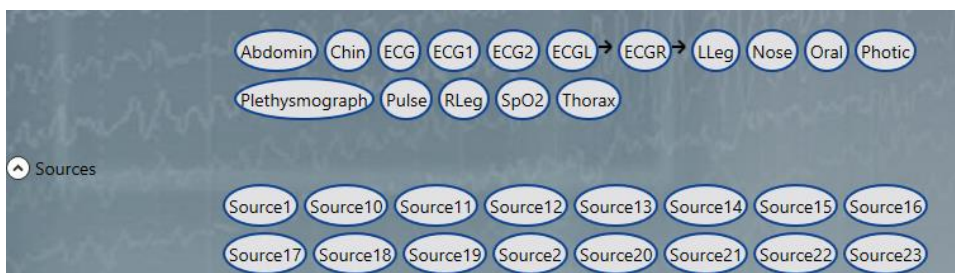 Abdomin Chin ECG ECG1 ECG2 ECGL ECGR LLeg Nose Oral Photic
Plethysmograph Pulse RLeg SpO2 Thorax
Sources
Source1 Source10 Source11 Source12 Source13 Source14 Source15 Source16
Source17 Source18 Source19 Source2 Source20 Source21 Source22 Source23